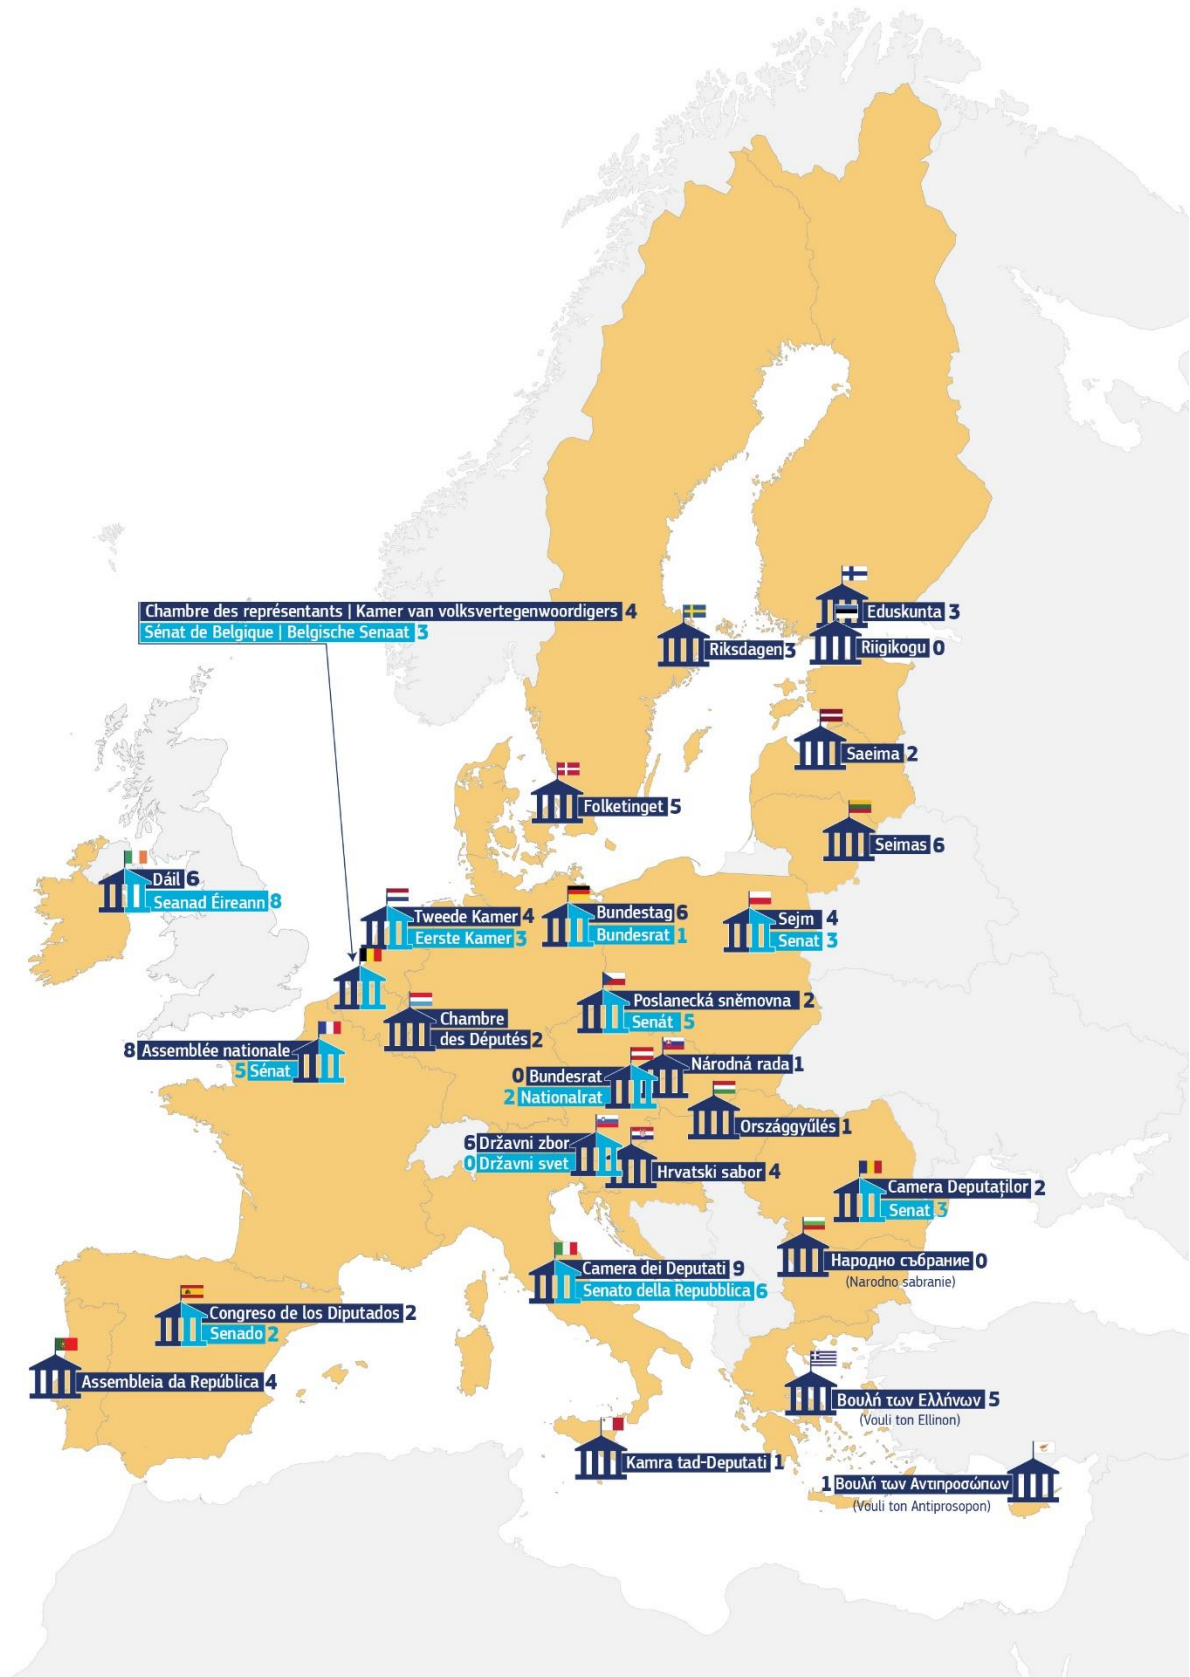 Eduskunta 3
Chambre des représentants | Kamer van volksvertegenwoordigers 4
Sénat de Belgique | Belgische Senaat 3
Riksdagen 3
Riigikogu 0
Saeima 2
Folketinget 5
Seimas 6
Dáil 6
Seanad Éireann 8
Tweede Kamer 4
Eerste Kamer 3
Bundestag 6
Bundesrat 1
Sejm 4
Senat 3
Poslanecká sněmovna 2
Senát 5
Chambre
des Députés 2
8 Assemblée nationale
5 Sénat
Národná rada 1
0 Bundesrat
2 Nationalrat
Országgyűlés 1
6 Državni zbor
0 Državni svet
Hrvatski sabor 4
Camera Deputaților 2
Senat 3
Народно събрание 0
(Narodno sabranie)
Camera dei Deputati 9
Senato della Repubblica 6
Congreso de los Diputados 2
Senado 2
Assembleia da República 4
Βουλή των Ελλήνων 5
(Vouli ton Ellinon)
Kamra tad-Deputati 1
1 Βουλή των Αντιπροσώπων
(Vouli ton Antiprosopon)